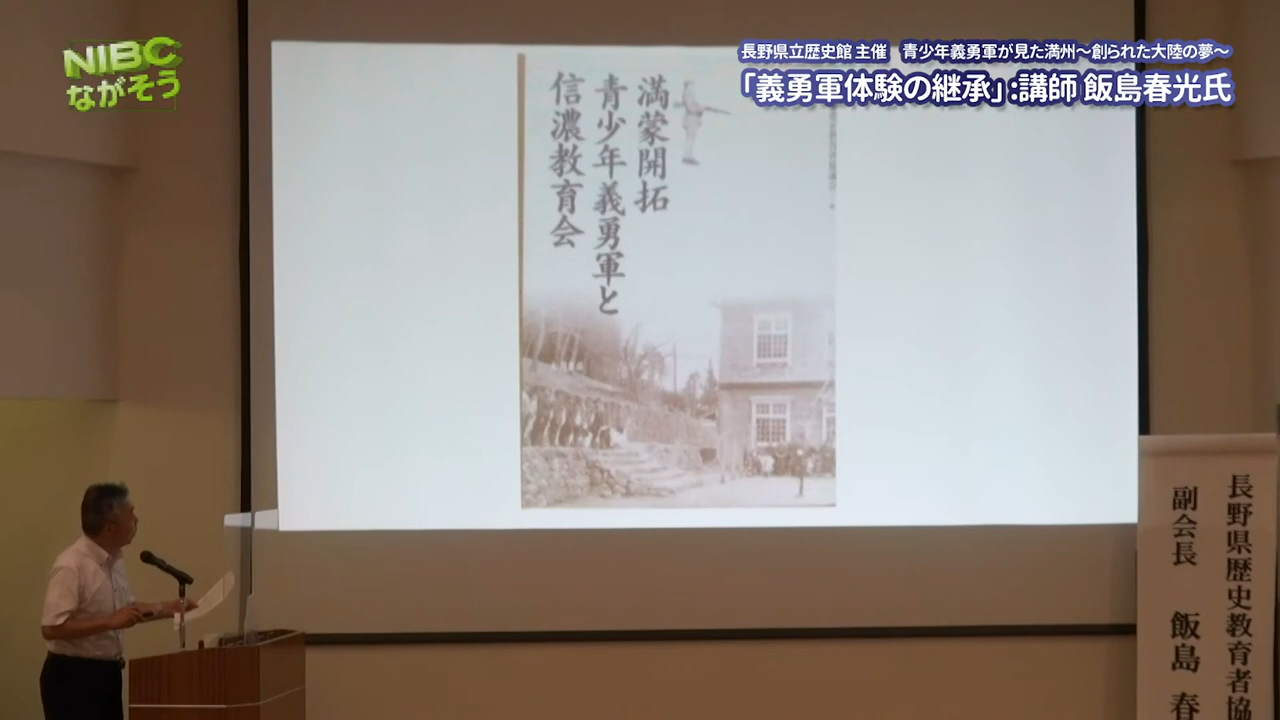 NIBC
ながそう
長野県立歴史館 主催　青少年義勇軍が見た満州～創られた大陸の夢～
「義勇軍体験の継承」:講師 飯島春光氏
満蒙開拓
青少年義勇軍と
信濃教育会
長野県歴史教育者協
副会長　飯島 春